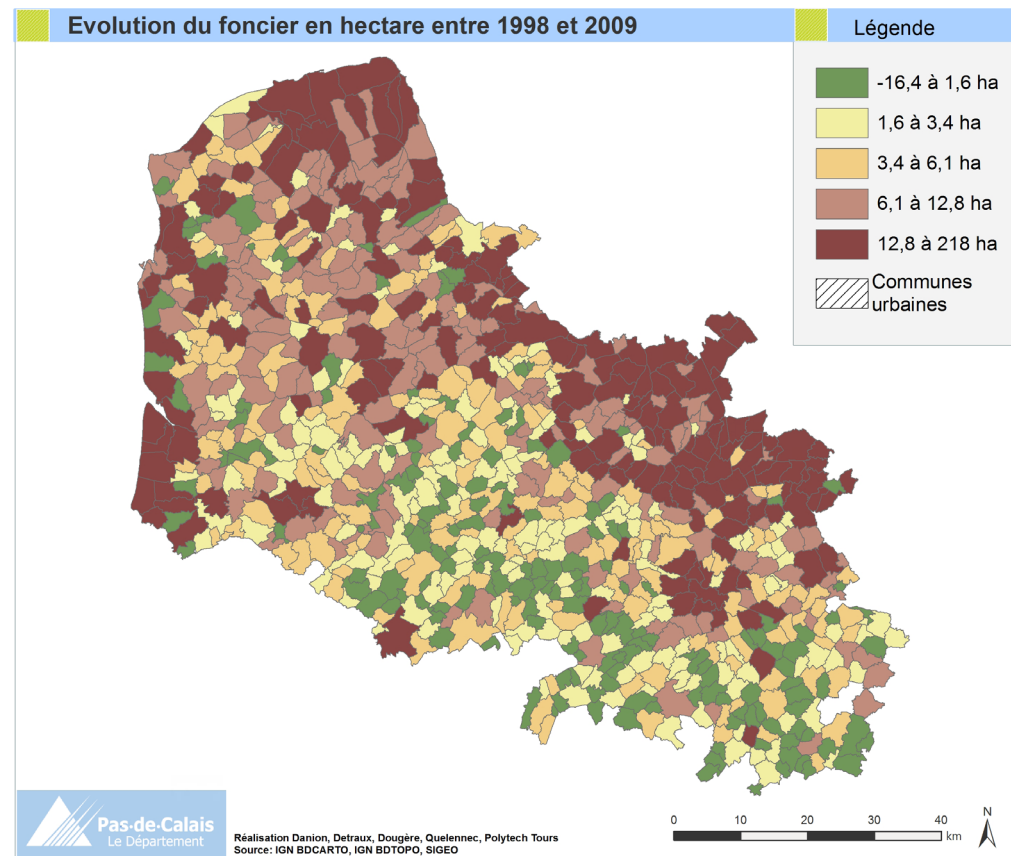 Evolution du foncier en hectare entre 1998 et 2009
Légende
-16,4 à 1,6 ha
1,6 à 3,4 ha
3,4 à 6,1 ha
6,1 à 12,8 ha
12,8 à 218 ha
Communes
urbaines
Pas-de-Calais
Le Département
Réalisation Danion, Detraux, Dougère, Quelennec, Polytech Tours
Source: IGN BDCARTO, IGN BDTOPO, SIGEO
0 10 20 30 40
km
N